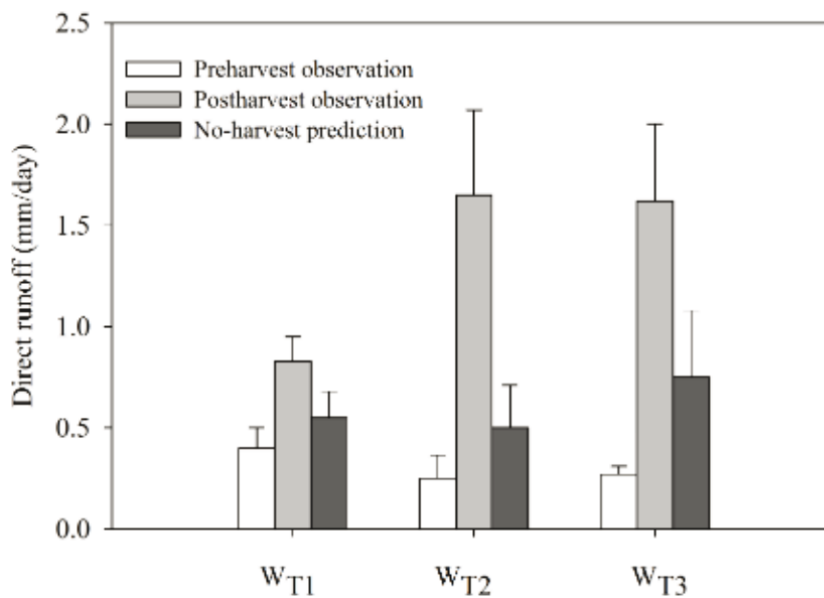 2.5
Preharvest observation
Postharvest observation
No-harvest prediction
2.0
1.5
1.0
0.5
0.0
Direct runoff (mm/day)
WT1 WT2 WT3